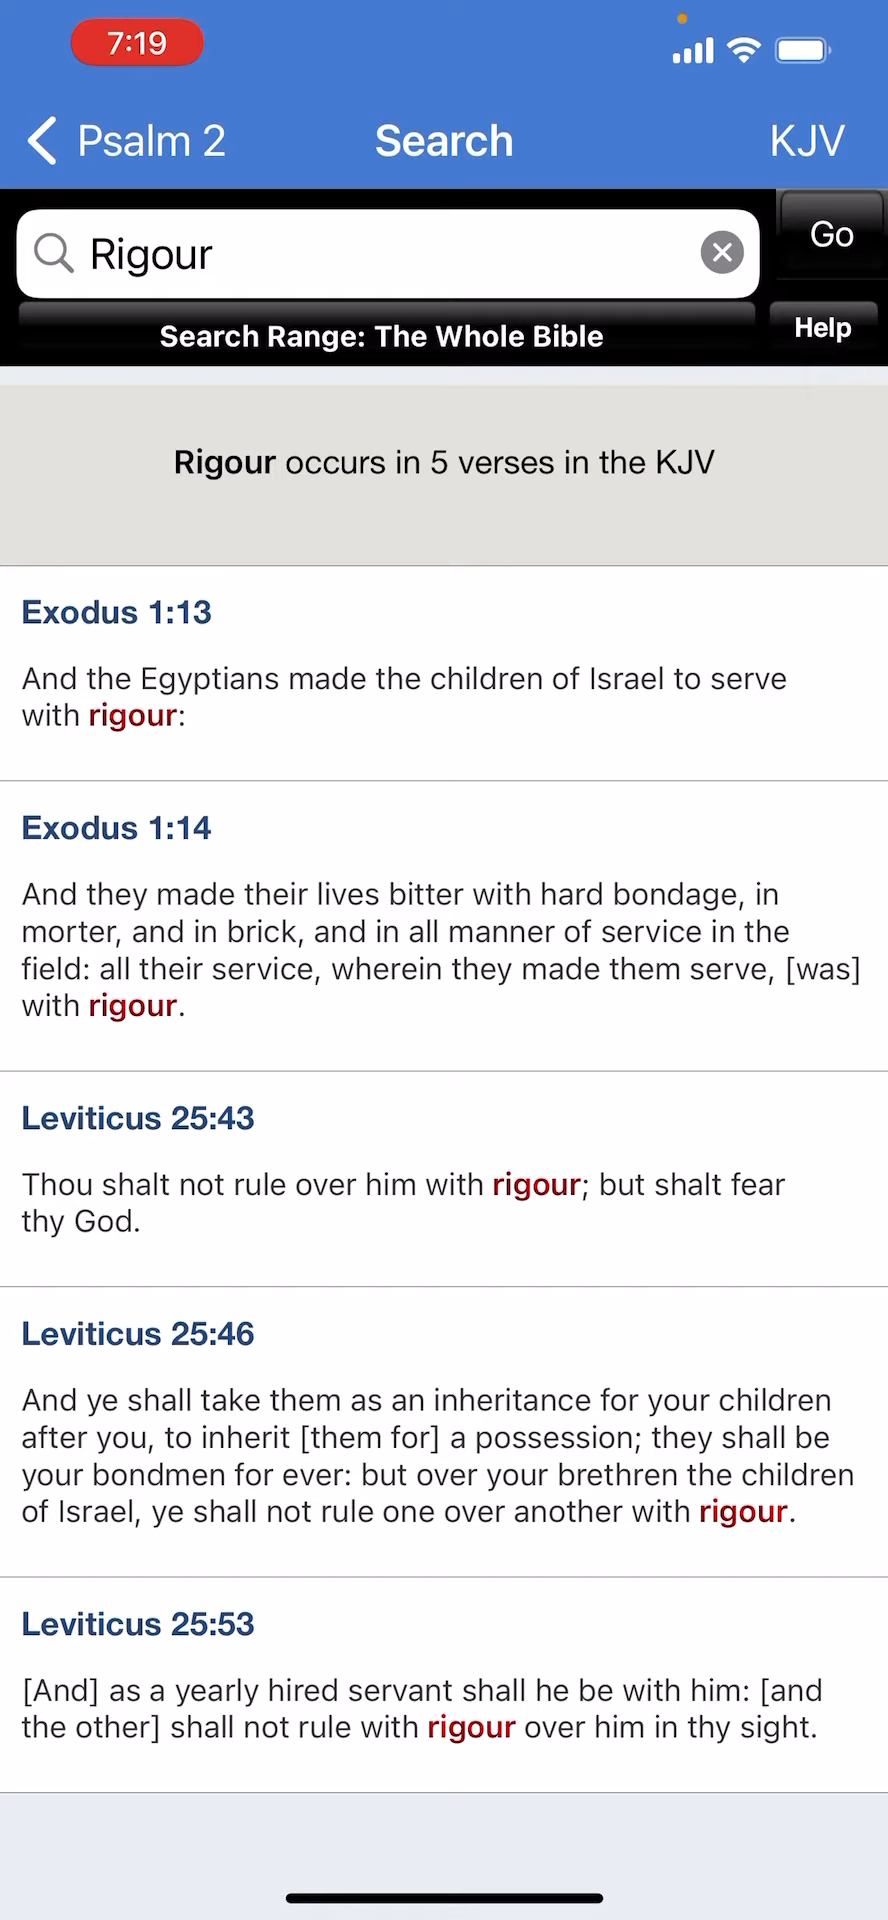 7:19
Psalm 2 Search KJV
Rigour Go
Search Range: The Whole Bible Help
Rigour occurs in 5 verses in the KJV
Exodus 1:13
And the Egyptians made the children of Israel to serve
with rigour:
Exodus 1:14
And they made their lives bitter with hard bondage, in
morter, and in brick, and in all manner of service in the
field: all their service, wherein they made them serve, [was]
with rigour.
Leviticus 25:43
Thou shalt not rule over him with rigour; but shalt fear
thy God.
Leviticus 25:46
And ye shall take them as an inheritance for your children
after you, to inherit [them for] a possession; they shall be
your bondmen for ever: but over your brethren the children
of Israel, ye shall not rule one over another with rigour.
Leviticus 25:53
[And] as a yearly hired servant shall he be with him: [and
the other] shall not rule with rigour over him in thy sight.